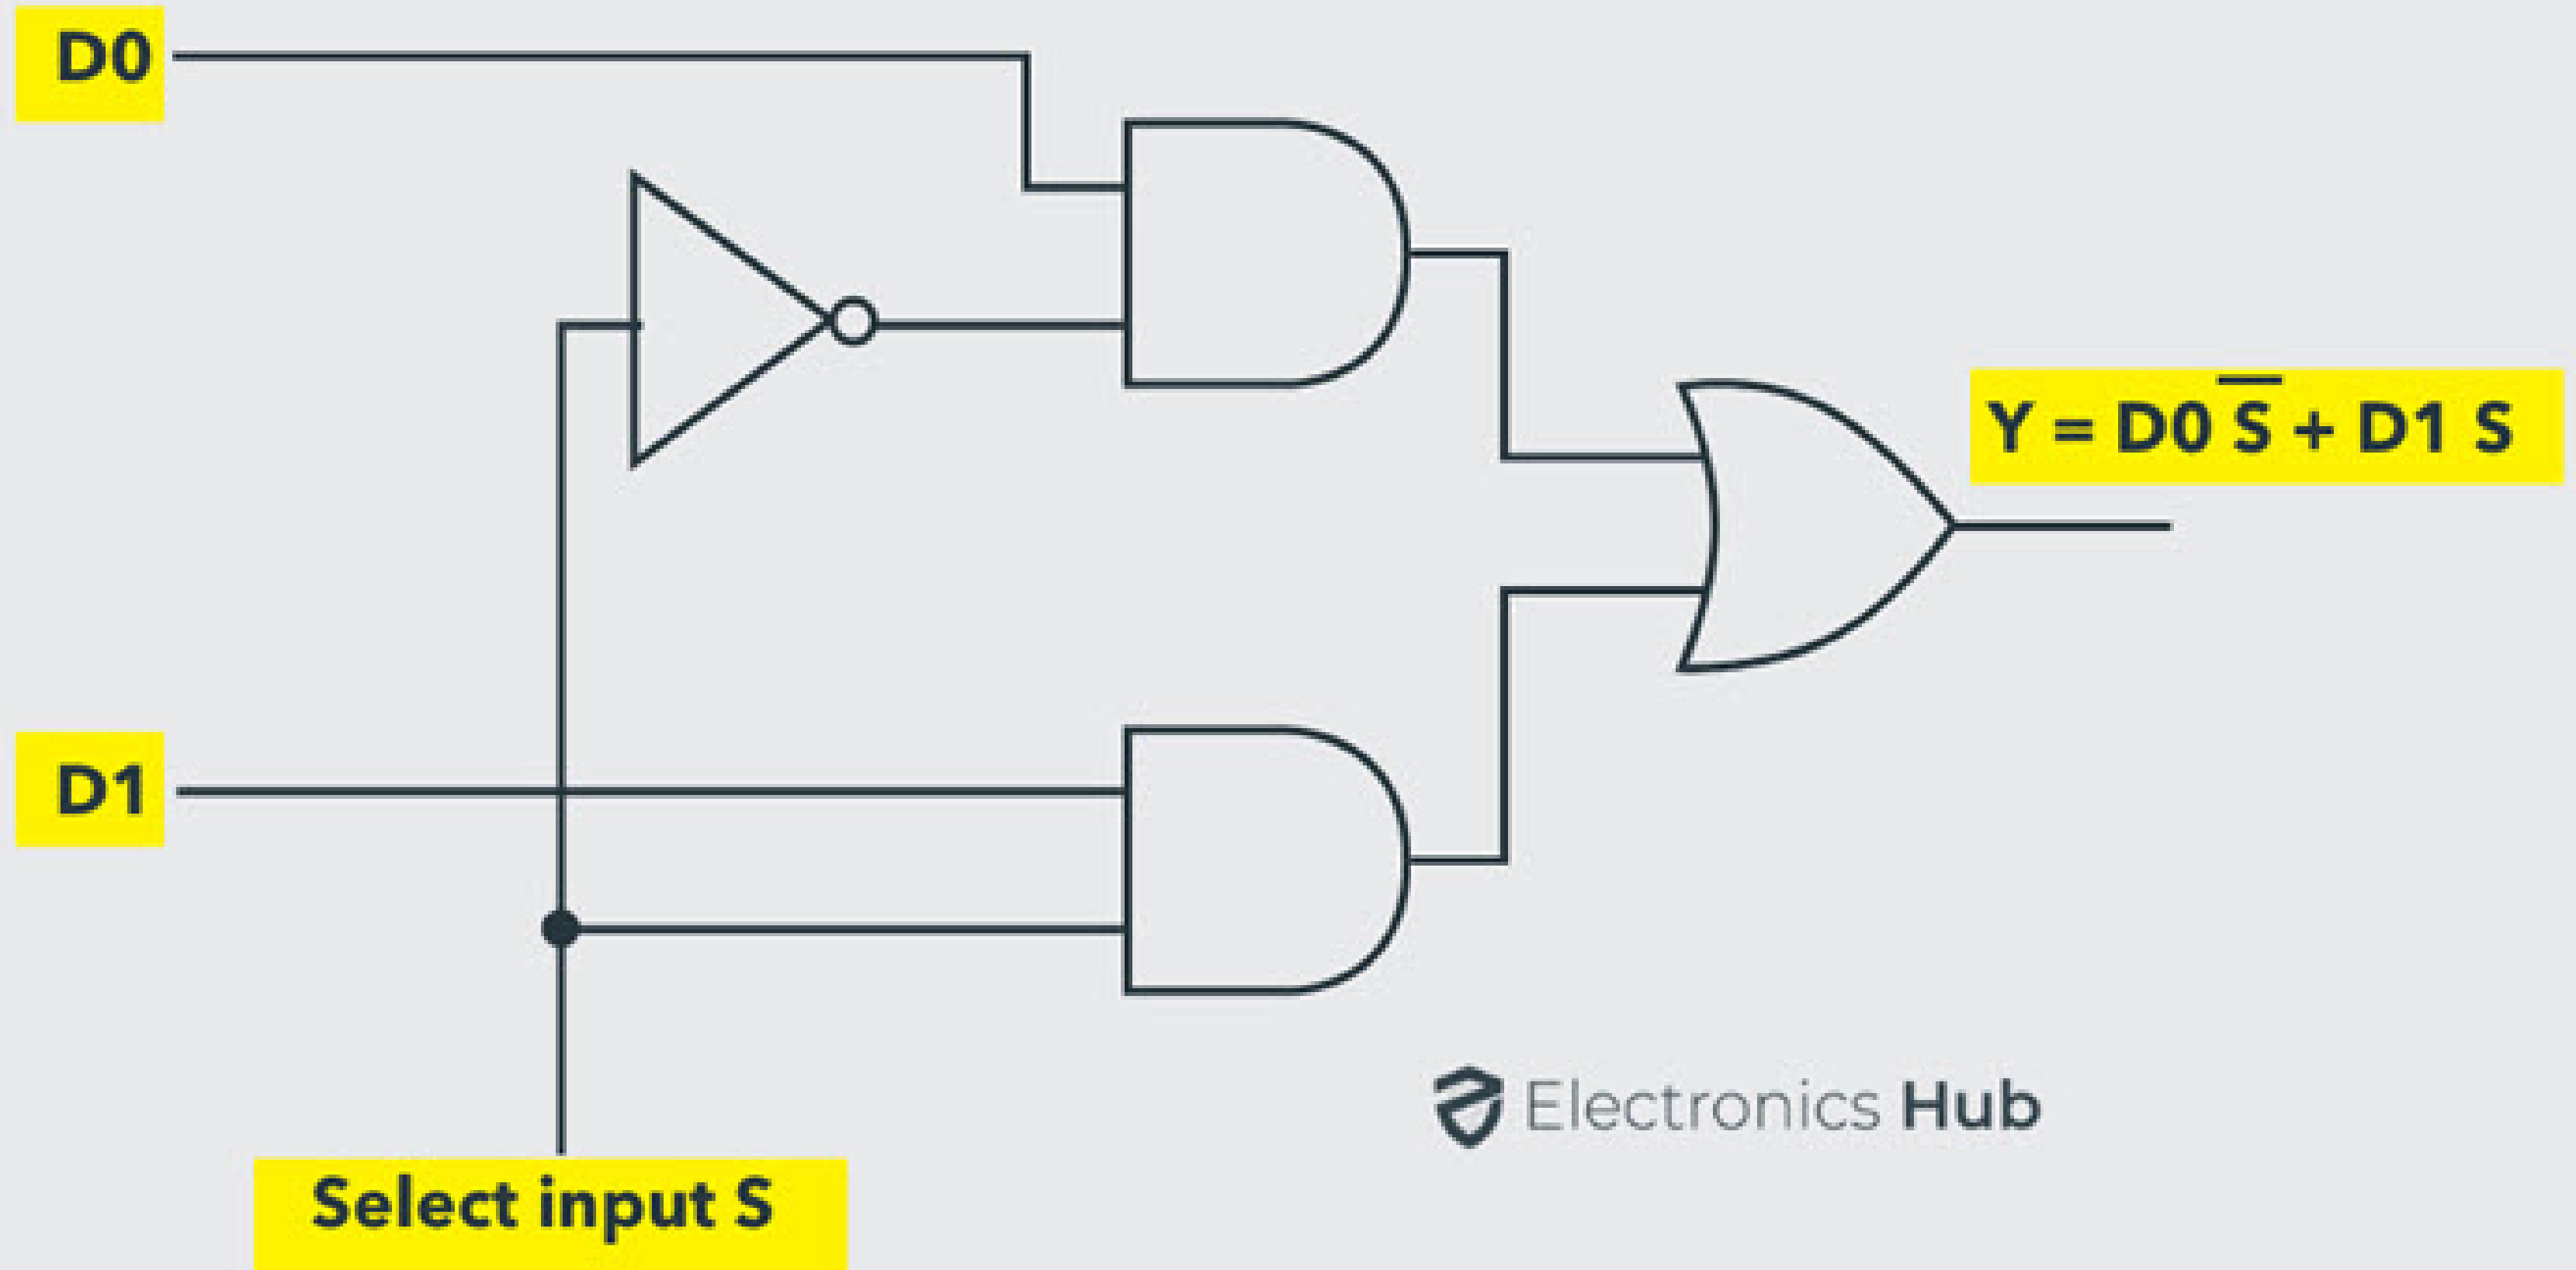 D0
Y = D0 S̅ + D1 S
D1
Electronics Hub
Select input S